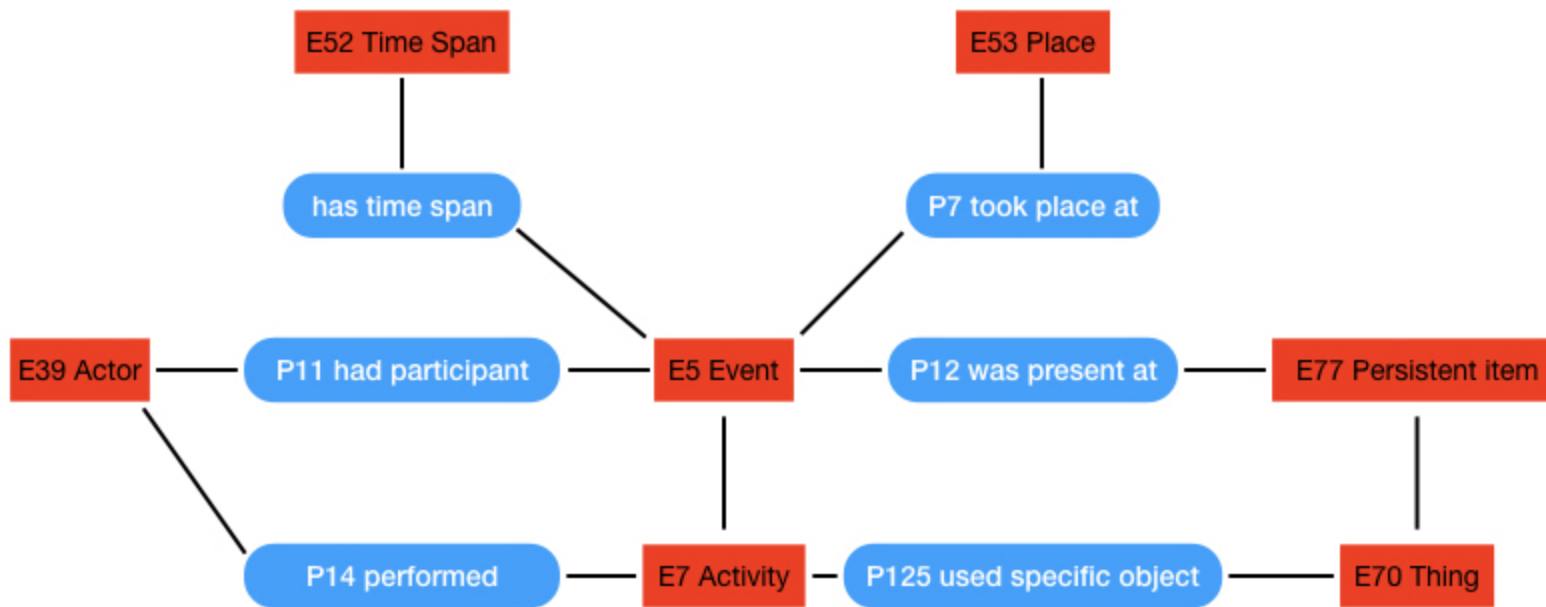 E52 Time Span
E53 Place
has time span
P7 took place at
E39 Actor
P11 had participant
E5 Event
P12 was present at
E77 Persistent item
P14 performed
E7 Activity
P125 used specific object
E70 Thing